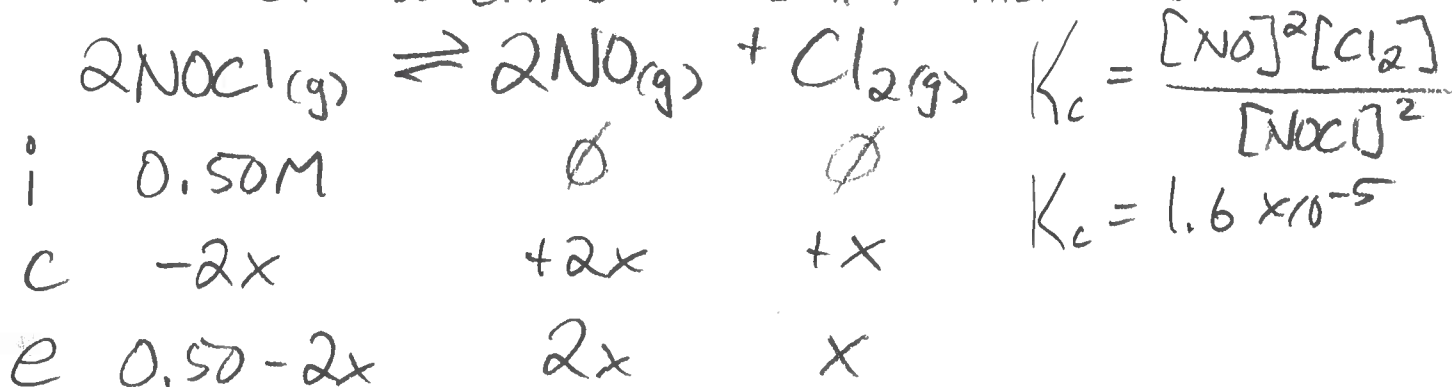 2NOCl(g) ⇌ 2NO(g) + Cl2(g) Kc = [NO]²[Cl2] / [NOCl]²
i 0.50M ∅ ∅
Kc = 1.6 x10⁻⁵
c -2x +2x +x
e 0.50-2x 2x x